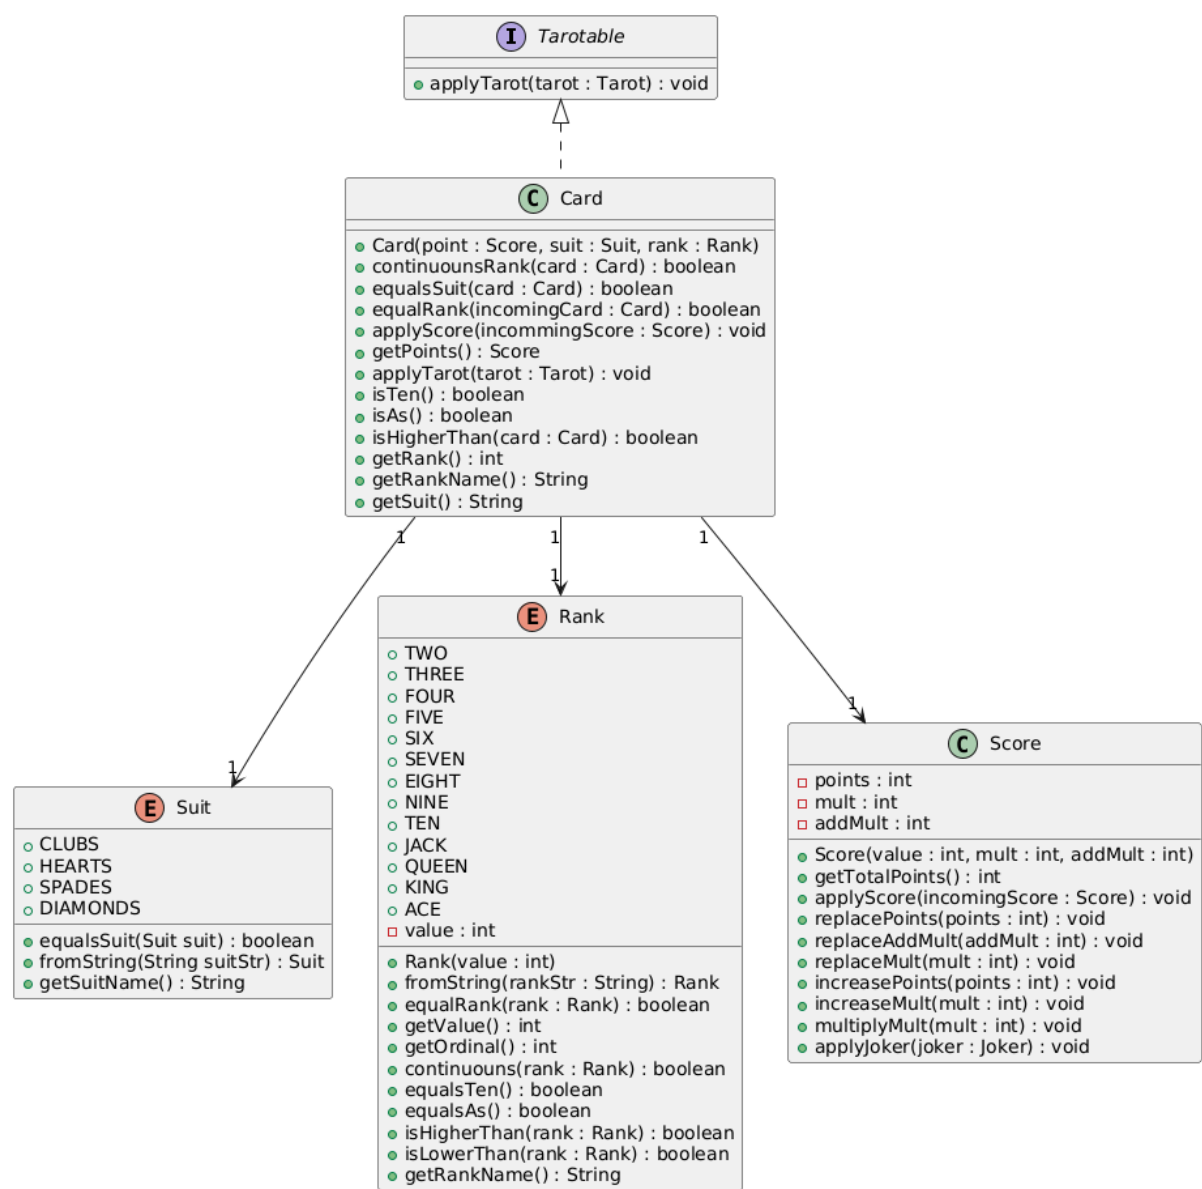 I Tarotable
applyTarot(tarot : Tarot) : void
C Card
Card(point : Score, suit : Suit, rank : Rank)
continuounsRank(card : Card) : boolean
equalsSuit(card : Card) : boolean
equalRank(incomingCard : Card) : boolean
applyScore(incommingScore : Score) : void
getPoints() : Score
applyTarot(tarot : Tarot) : void
isTen() : boolean
isAs() : boolean
isHigherThan(card : Card) : boolean
getRank() : int
getRankName() : String
getSuit() : String
1 1 1
1
1
1
E Suit
CLUBS
HEARTS
SPADES
DIAMONDS
equalsSuit(Suit suit) : boolean
fromString(String suitStr) : Suit
getSuitName() : String
E Rank
TWO
THREE
FOUR
FIVE
SIX
SEVEN
EIGHT
NINE
TEN
JACK
QUEEN
KING
ACE
value : int
Rank(value : int)
fromString(rankStr : String) : Rank
equalRank(rank : Rank) : boolean
getValue() : int
getOrdinal() : int
continuouns(rank : Rank) : boolean
equalsTen() : boolean
equalsAs() : boolean
isHigherThan(rank : Rank) : boolean
isLowerThan(rank : Rank) : boolean
getRankName() : String
C Score
points : int
mult : int
addMult : int
Score(value : int, mult : int, addMult : int)
getTotalPoints() : int
applyScore(incomingScore : Score) : void
replacePoints(points : int) : void
replaceAddMult(addMult : int) : void
replaceMult(mult : int) : void
increasePoints(points : int) : void
increaseMult(mult : int) : void
multiplyMult(mult : int) : void
applyJoker(joker : Joker) : void